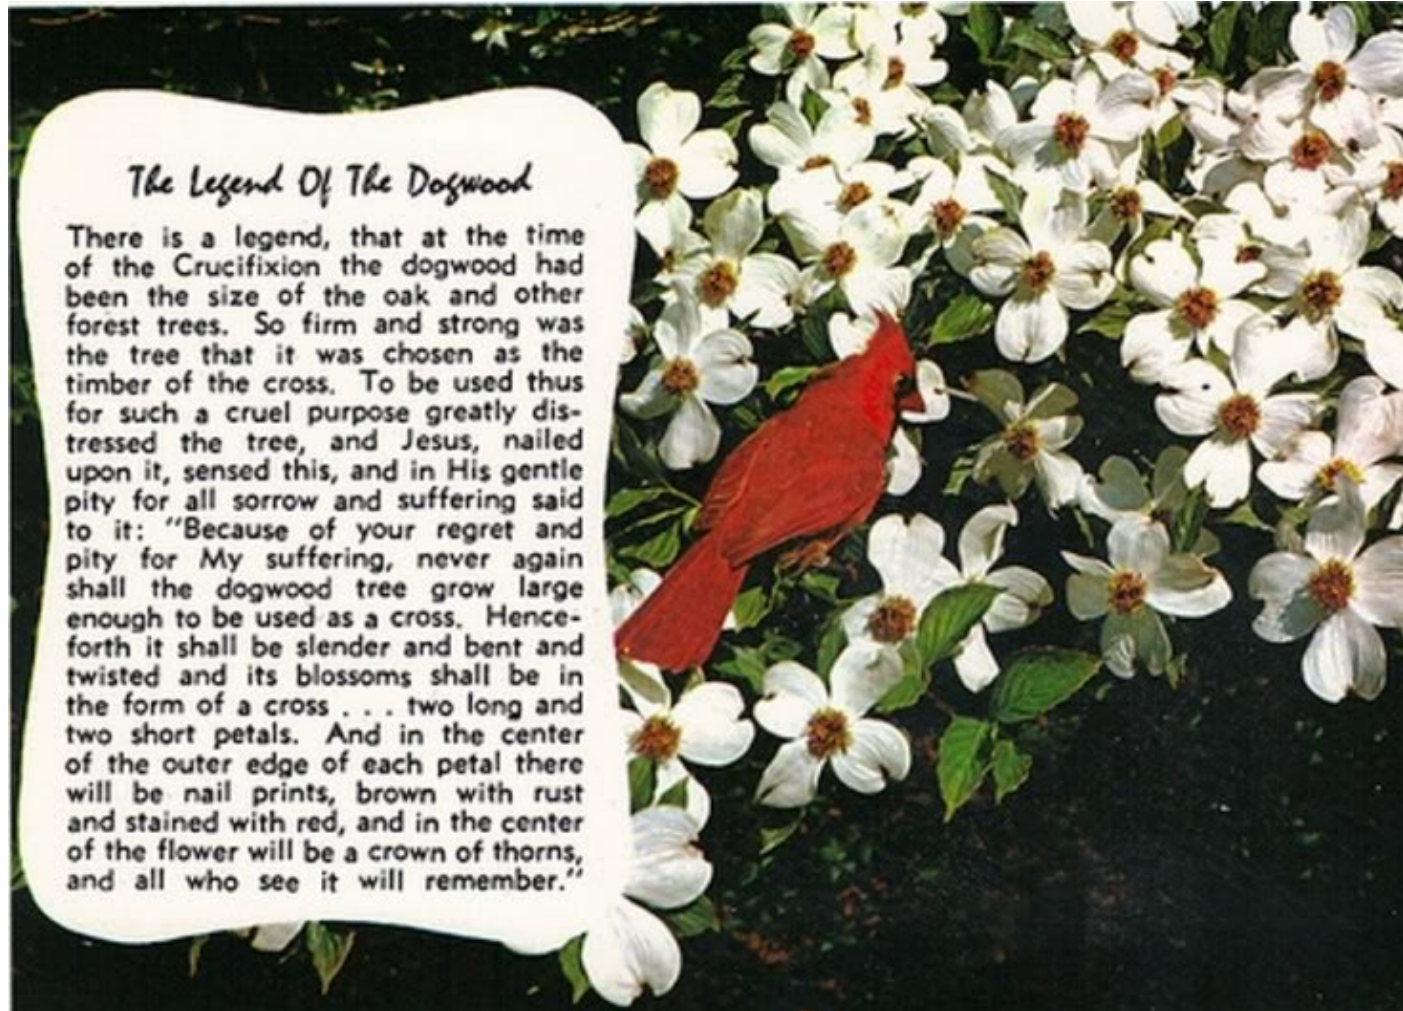 The Legend Of The Dogwood
There is a legend, that at the time
of the Crucifixion the dogwood had
been the size of the oak and other
forest trees. So firm and strong was
the tree that it was chosen as the
timber of the cross. To be used thus
for such a cruel purpose greatly dis-
tressed the tree, and Jesus, nailed
upon it, sensed this, and in His gentle
pity for all sorrow and suffering said
to it: "Because of your regret and
pity for My suffering, never again
shall the dogwood tree grow large
enough to be used as a cross. Hence-
forth it shall be slender and bent and
twisted and its blossoms shall be in
the form of a cross . . . two long and
two short petals. And in the center
of the outer edge of each petal there
will be nail prints, brown with rust
and stained with red, and in the center
of the flower will be a crown of thorns,
and all who see it will remember."